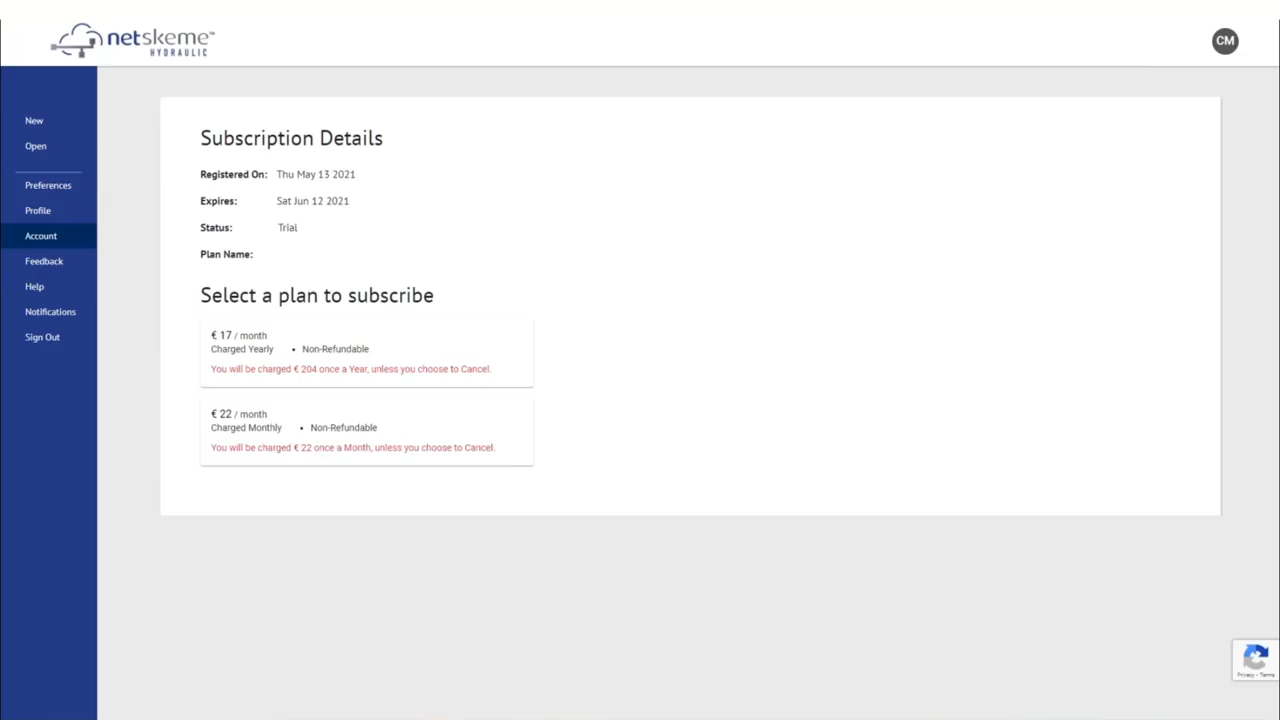 netskeme™
HYDRAULIC
CM
New
Open
Preferences
Profile
Account
Feedback
Help
Notifications
Sign Out
Subscription Details
Registered On: Thu May 13 2021
Expires: Sat Jun 12 2021
Status: Trial
Plan Name:
Select a plan to subscribe
€ 17 / month
Charged Yearly • Non-Refundable
You will be charged € 204 once a Year, unless you choose to Cancel.
€ 22 / month
Charged Monthly • Non-Refundable
You will be charged € 22 once a Month, unless you choose to Cancel.
Privacy - Terms